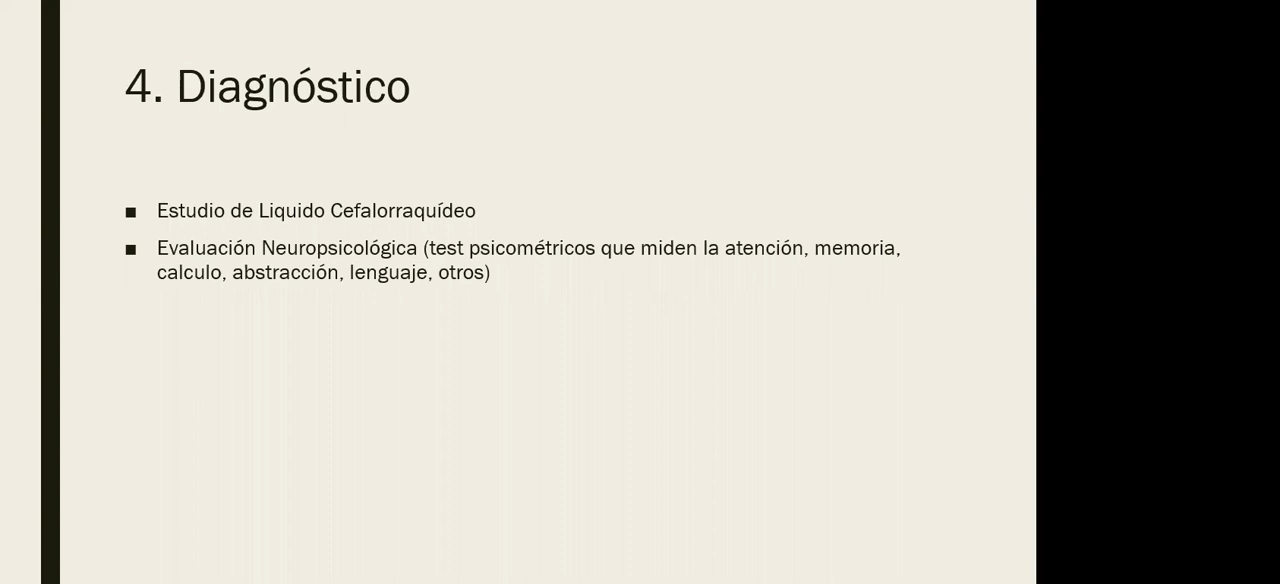 4. Diagnóstico
▪ Estudio de Liquido Cefalorraquídeo
▪ Evaluación Neuropsicológica (test psicométricos que miden la atención, memoria,
calculo, abstracción, lenguaje, otros)